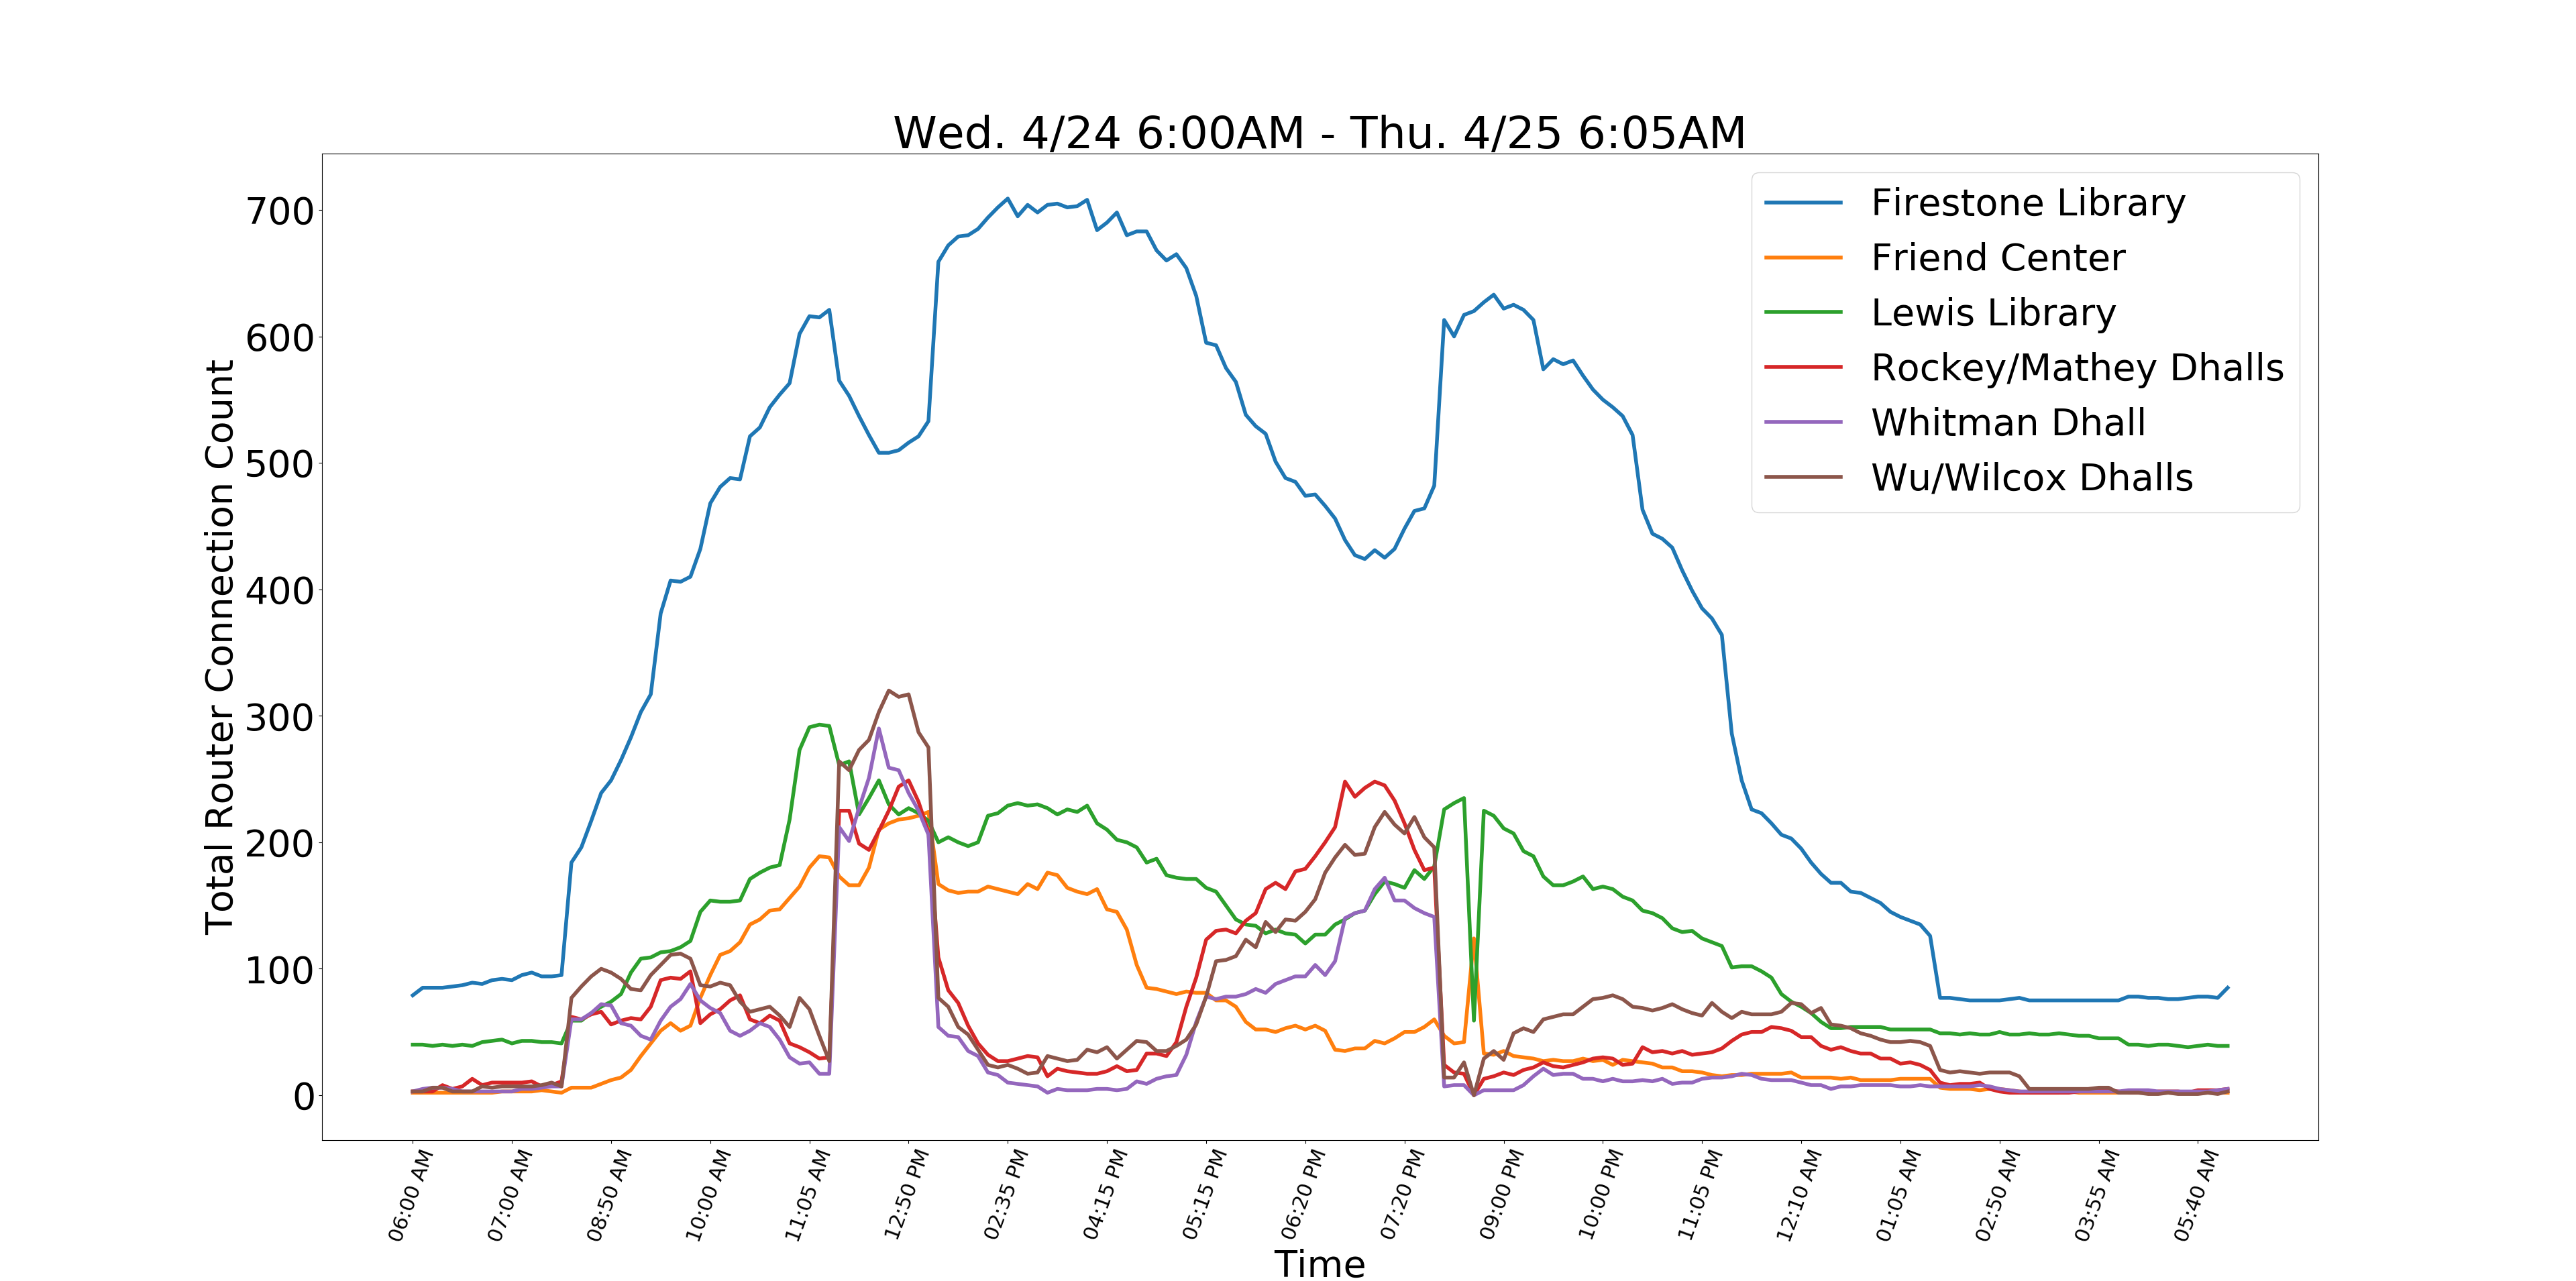 Wed. 4/24 6:00AM - Thu. 4/25 6:05AM
Total Router Connection Count
700
600
500
400
300
200
100
0
Firestone Library
Friend Center
Lewis Library
Rockey/Mathey Dhalls
Whitman Dhall
Wu/Wilcox Dhalls
06:00 AM
07:00 AM
08:50 AM
10:00 AM
11:05 AM
12:50 PM
02:35 PM
04:15 PM
05:15 PM
06:20 PM
07:20 PM
09:00 PM
10:00 PM
11:05 PM
12:10 AM
01:05 AM
02:50 AM
03:55 AM
05:40 AM
Time